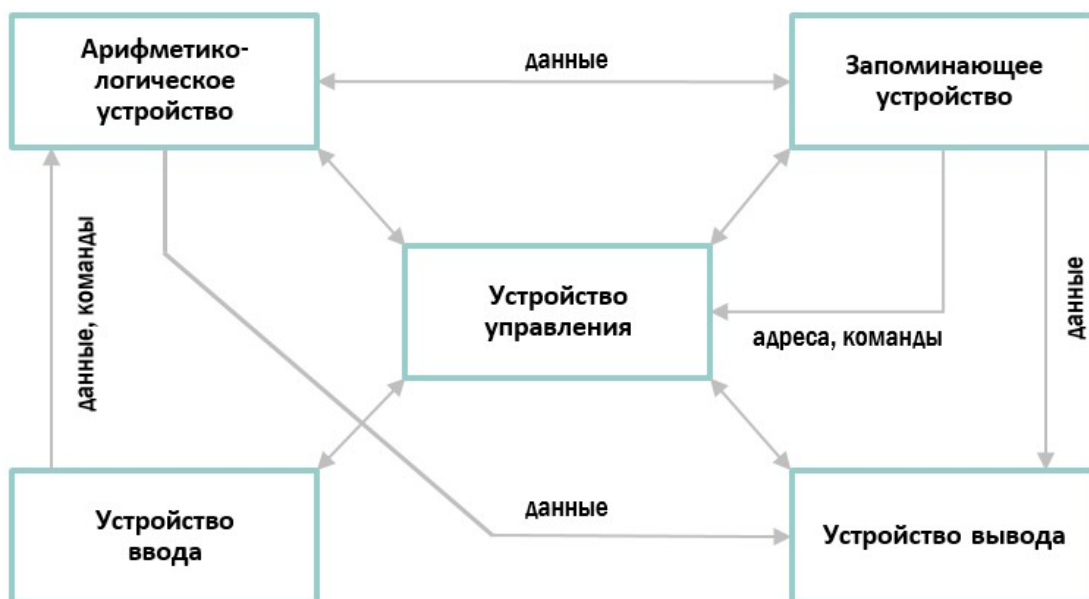 Арифметико-
логическое
устройство
данные
Запоминающее
устройство
данные, команды
Устройство
управления
адреса, команды
данные
Устройство
ввода
данные
Устройство вывода